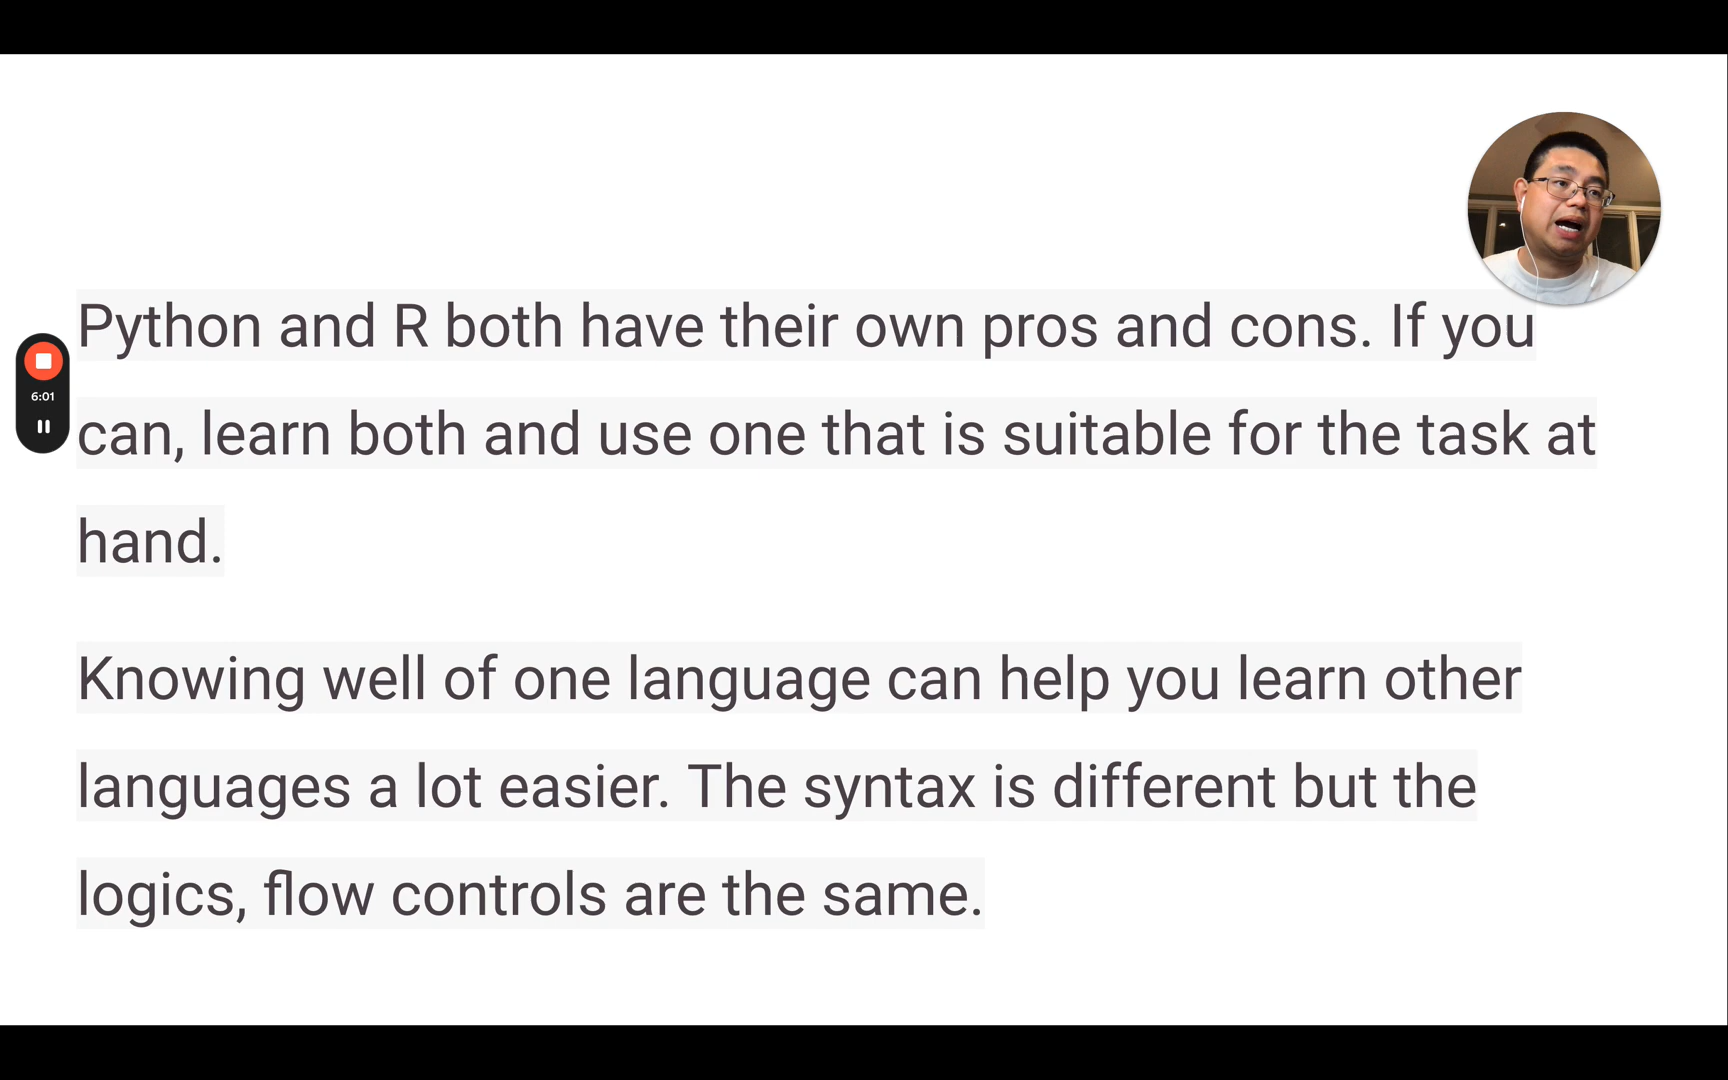 Python and R both have their own pros and cons. If you
can, learn both and use one that is suitable for the task at
hand.
6:01
Knowing well of one language can help you learn other
languages a lot easier. The syntax is different but the
logics, flow controls are the same.